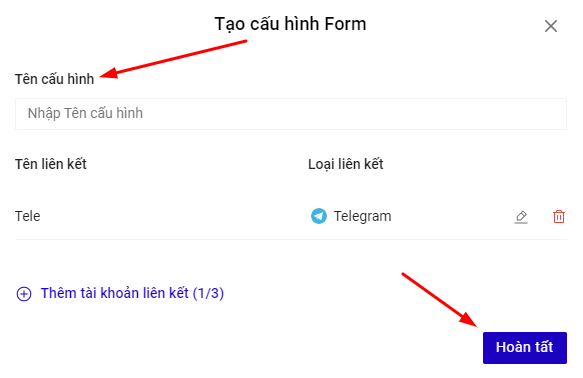 Tạo cấu hình Form
Tên cấu hình
Nhập Tên cấu hình
Tên liên kết Loại liên kết
Tele Telegram
Thêm tài khoản liên kết (1/3)
Hoàn tất